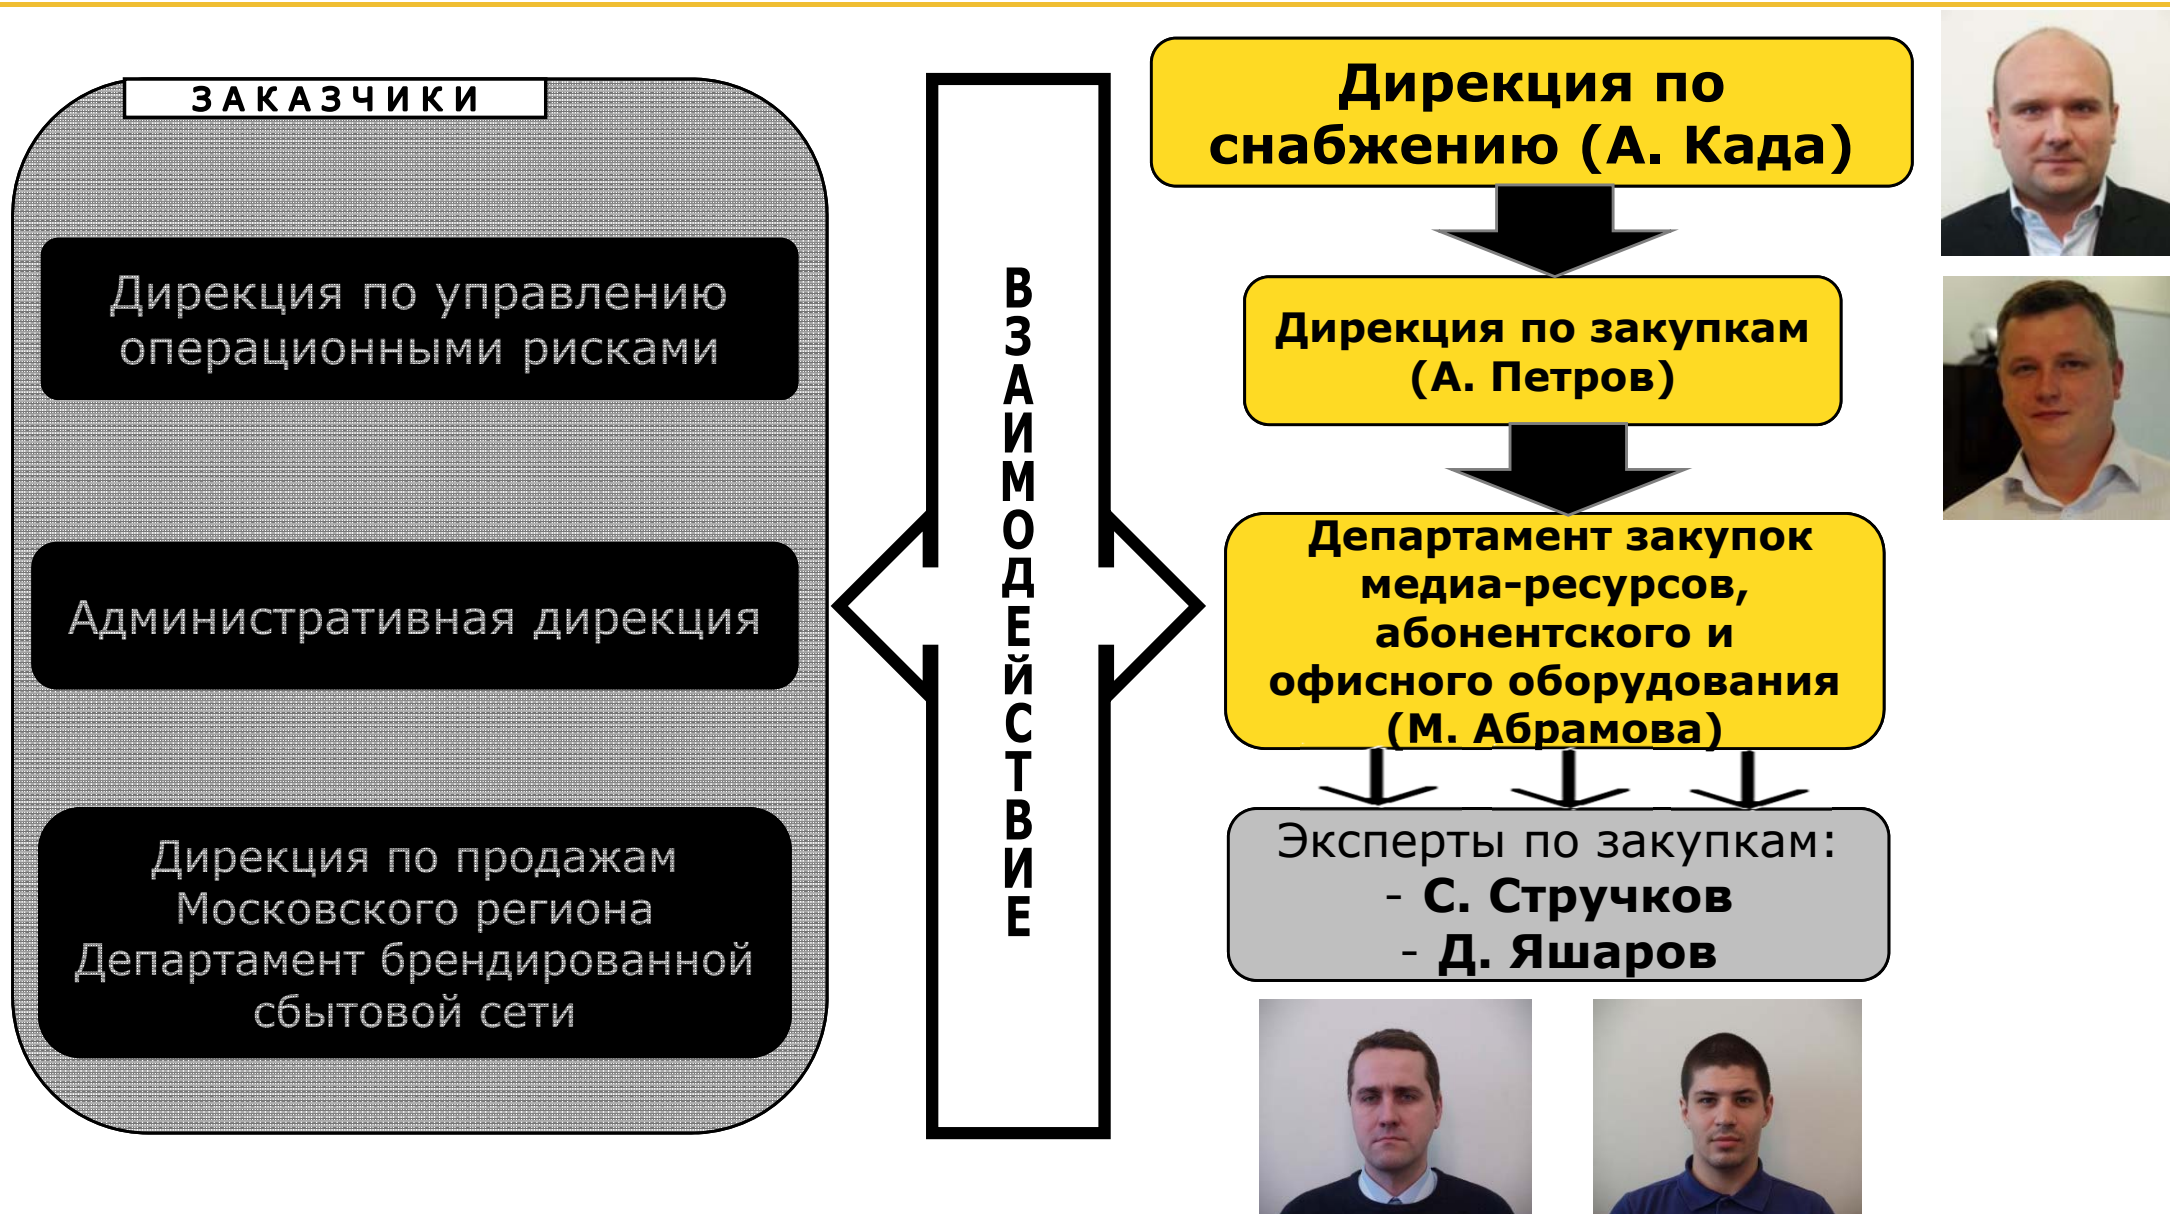 ЗАКАЗЧИКИ
Дирекция по управлению
операционными рисками
Административная дирекция
Дирекция по продажам
Московского региона
Департамент брендированной
сбытовой сети
ВЗАИМОДЕЙСТВИЕ
Дирекция по
снабжению (А. Када)
Дирекция по закупкам
(А. Петров)
Департамент закупок
медиа-ресурсов,
абонентского и
офисного оборудования
(М. Абрамова)
Эксперты по закупкам:
- С. Стручков
- Д. Яшаров